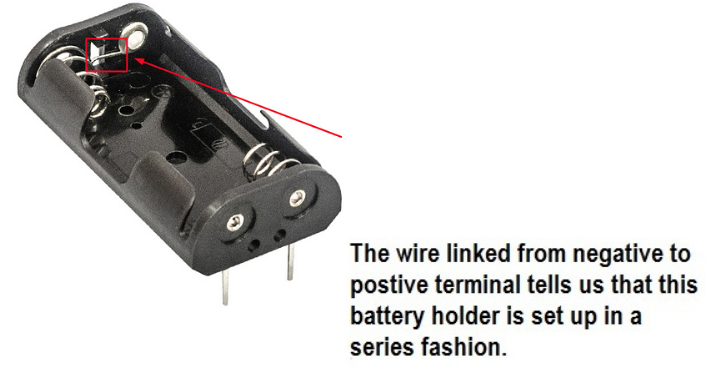 The wire linked from negative to
postive terminal tells us that this
battery holder is set up in a
series fashion.